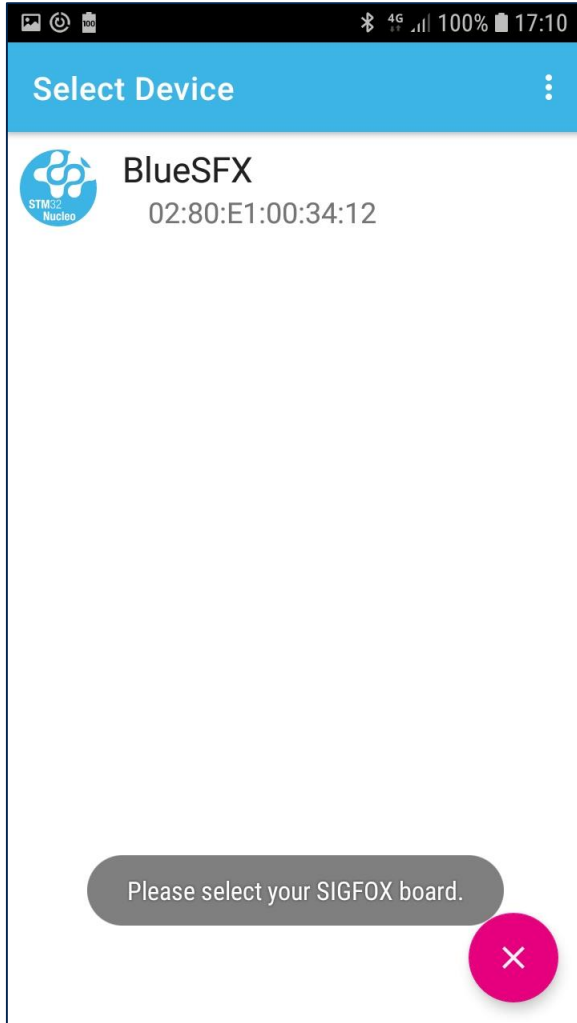 100 4G 100% 17:10
Select Device
BlueSFX
STM32
Nucleo
02:80:E1:00:34:12
Please select your SIGFOX board.